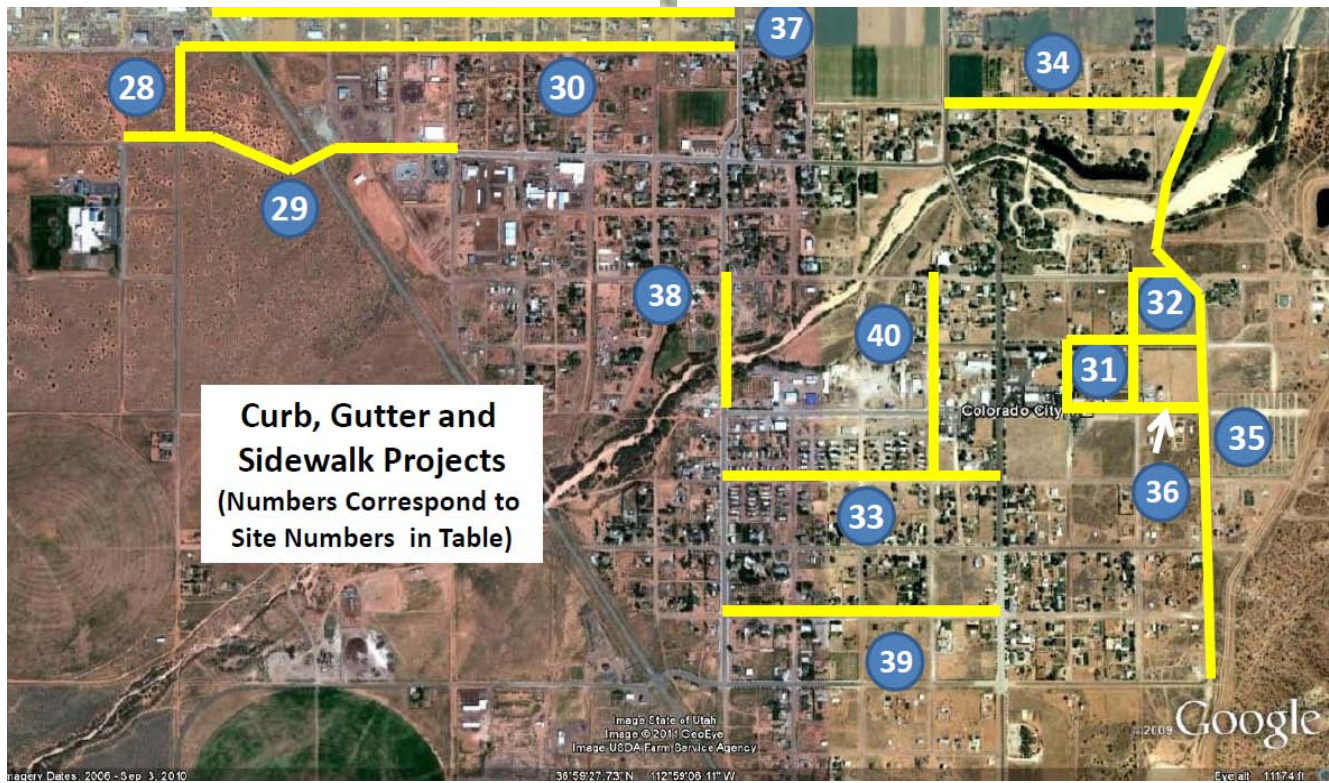 37
34
28
30
29
32
38
40
31
Curb, Gutter and
Sidewalk Projects
(Numbers Correspond to
Site Numbers in Table)
Colorado City
35
36
33
39
Image State of Utah
Image © 2011 GeoEye
Image USDA Farm Service Agency
©2009 Google
Imagery Dates: 2006 - Sep 3, 2010
36°59'27.73" N 112°59'06.11" W
Eye alt 11174 ft